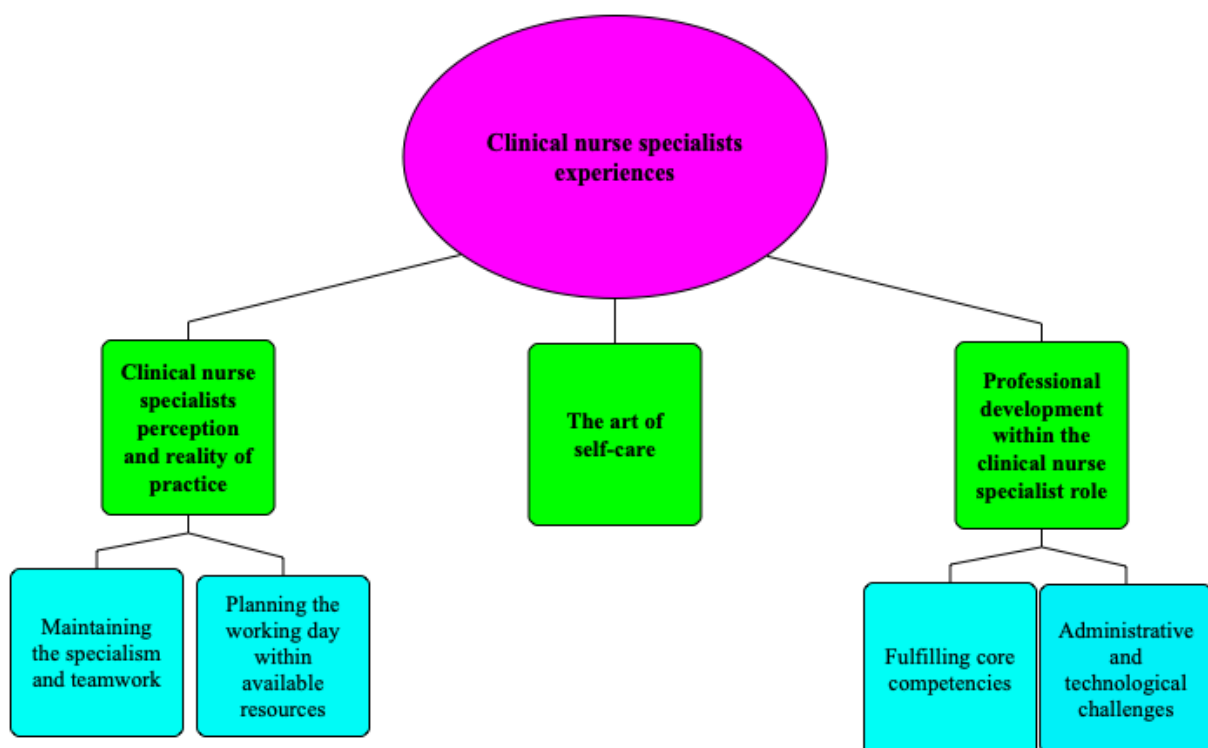 Clinical nurse specialists
experiences
Clinical nurse
specialists
perception
and reality of
practice
The art of
self-care
Professional
development
within the
clinical nurse
specialist role
Maintaining
the specialism
and teamwork
Planning the
working day
within
available
resources
Fulfilling core
competencies
Administrative
and
technological
challenges